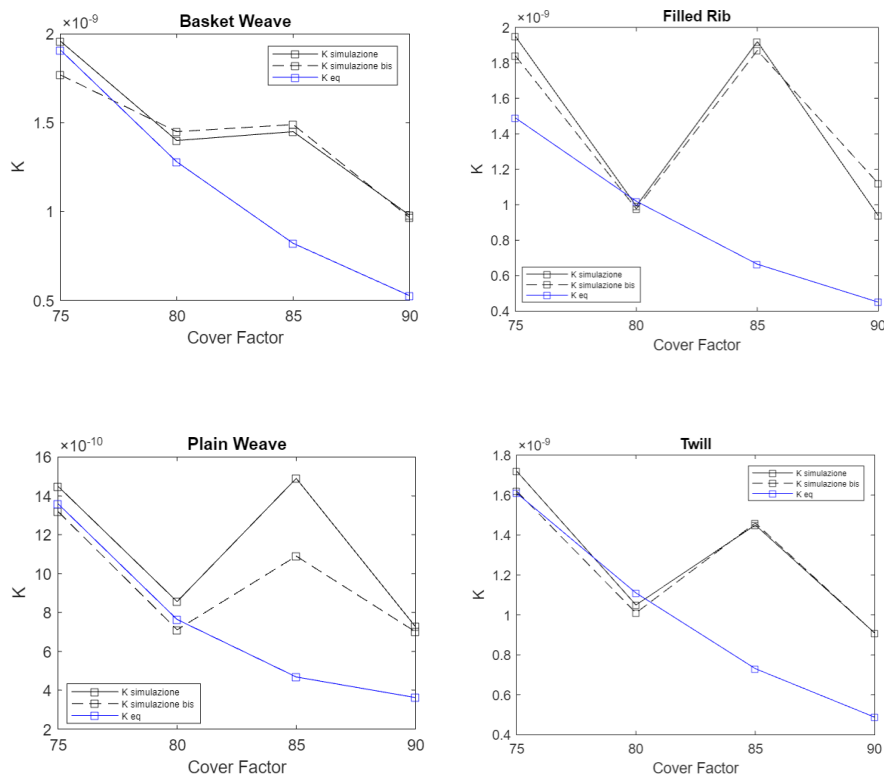 Basket Weave
×10-9
2
1.5
1
0.5
K
K simulazione
K simulazione bis
K eq
75
80
85
90
Cover Factor
Filled Rib
×10-9
2
1.8
1.6
1.4
1.2
1
0.8
0.6
0.4
K
K simulazione
K simulazione bis
K eq
75
80
85
90
Cover Factor
Plain Weave
×10-10
16
14
12
10
8
6
4
2
K
K simulazione
K simulazione bis
K eq
75
80
85
90
Cover Factor
Twill
×10-9
1.8
1.6
1.4
1.2
1
0.8
0.6
0.4
K
K simulazione
K simulazione bis
K eq
75
80
85
90
Cover Factor